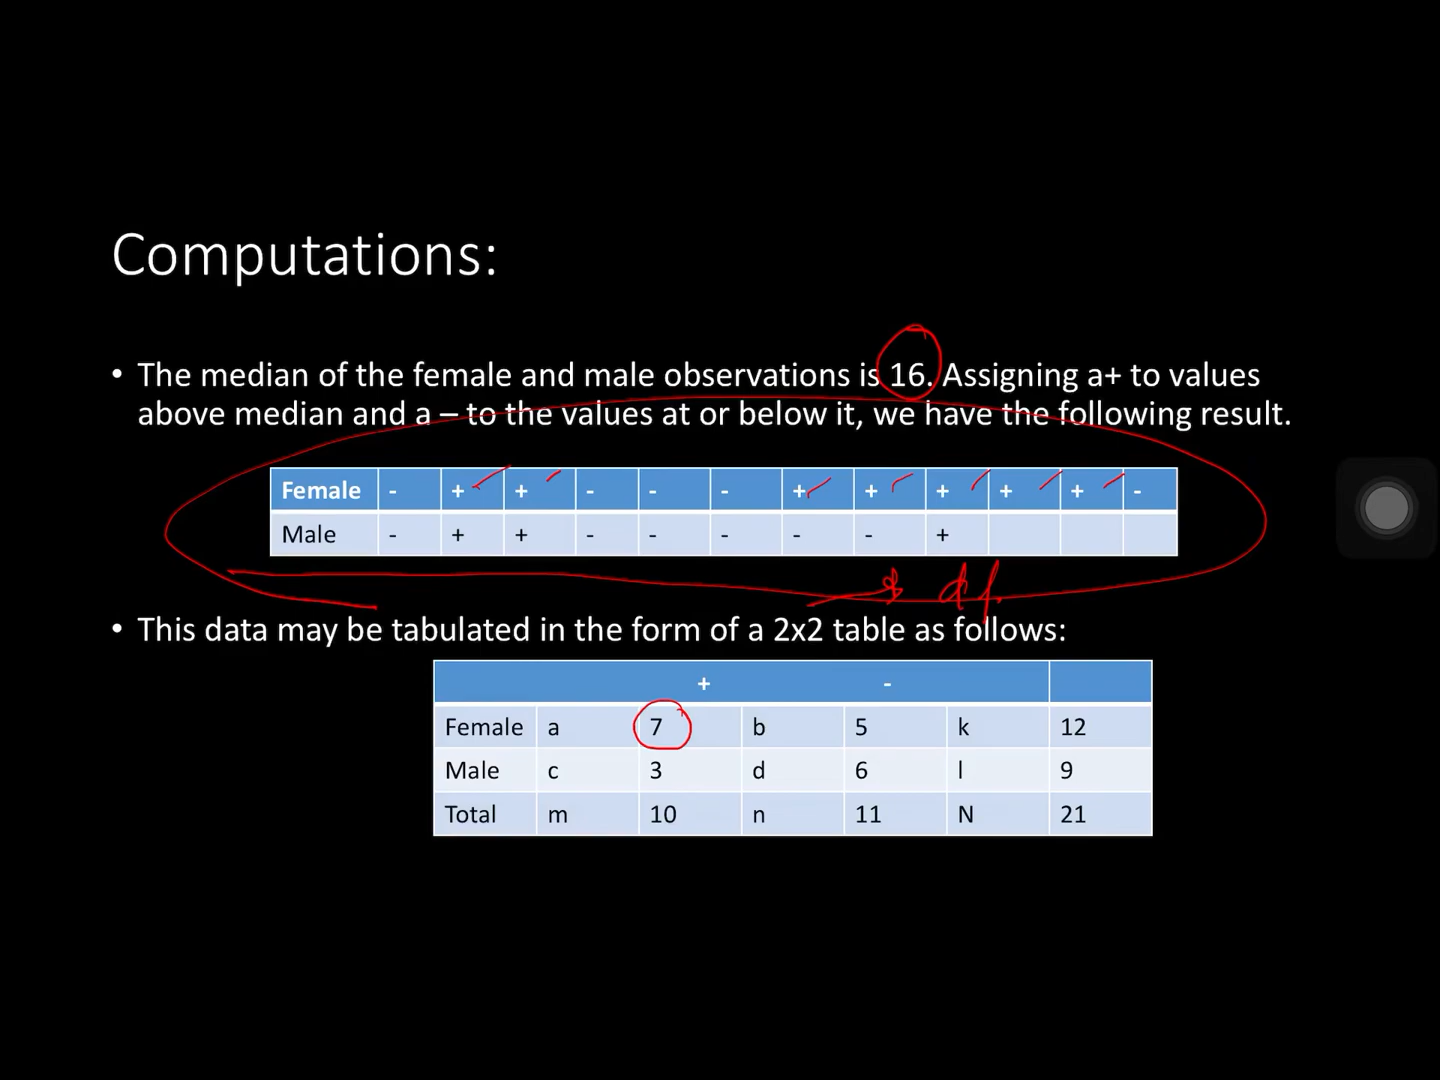 Computations:
• The median of the female and male observations is 16. Assigning a+ to values
above median and a – to the values at or below it, we have the following result.
Female - + + - - - + + + + + -
Male - + + - - - - - +
df.
• This data may be tabulated in the form of a 2x2 table as follows:
+ -
Female a 7 b 5 k 12
Male c 3 d 6 l 9
Total m 10 n 11 N 21